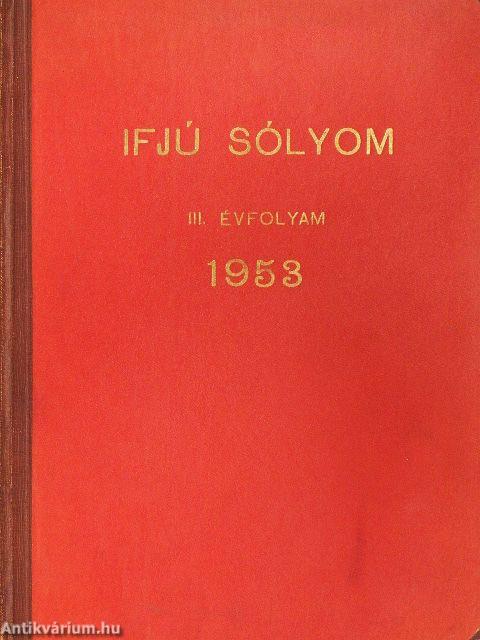 IFJÚ SÓLYOM
III. ÉVFOLYAM
1953
Antikvárium.hu